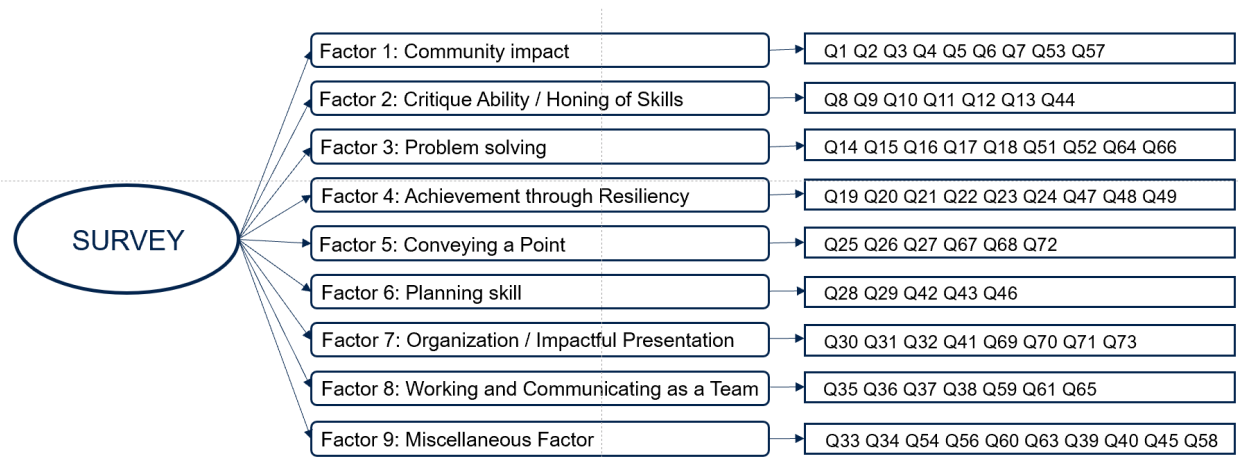 Factor 1: Community impact
Q1 Q2 Q3 Q4 Q5 Q6 Q7 Q53 Q57
Factor 2: Critique Ability / Honing of Skills
Q8 Q9 Q10 Q11 Q12 Q13 Q44
Factor 3: Problem solving
Q14 Q15 Q16 Q17 Q18 Q51 Q52 Q64 Q66
Factor 4: Achievement through Resiliency
Q19 Q20 Q21 Q22 Q23 Q24 Q47 Q48 Q49
SURVEY
Factor 5: Conveying a Point
Q25 Q26 Q27 Q67 Q68 Q72
Factor 6: Planning skill
Q28 Q29 Q42 Q43 Q46
Factor 7: Organization / Impactful Presentation
Q30 Q31 Q32 Q41 Q69 Q70 Q71 Q73
Factor 8: Working and Communicating as a Team
Q35 Q36 Q37 Q38 Q59 Q61 Q65
Factor 9: Miscellaneous Factor
Q33 Q34 Q54 Q56 Q60 Q63 Q39 Q40 Q45 Q58